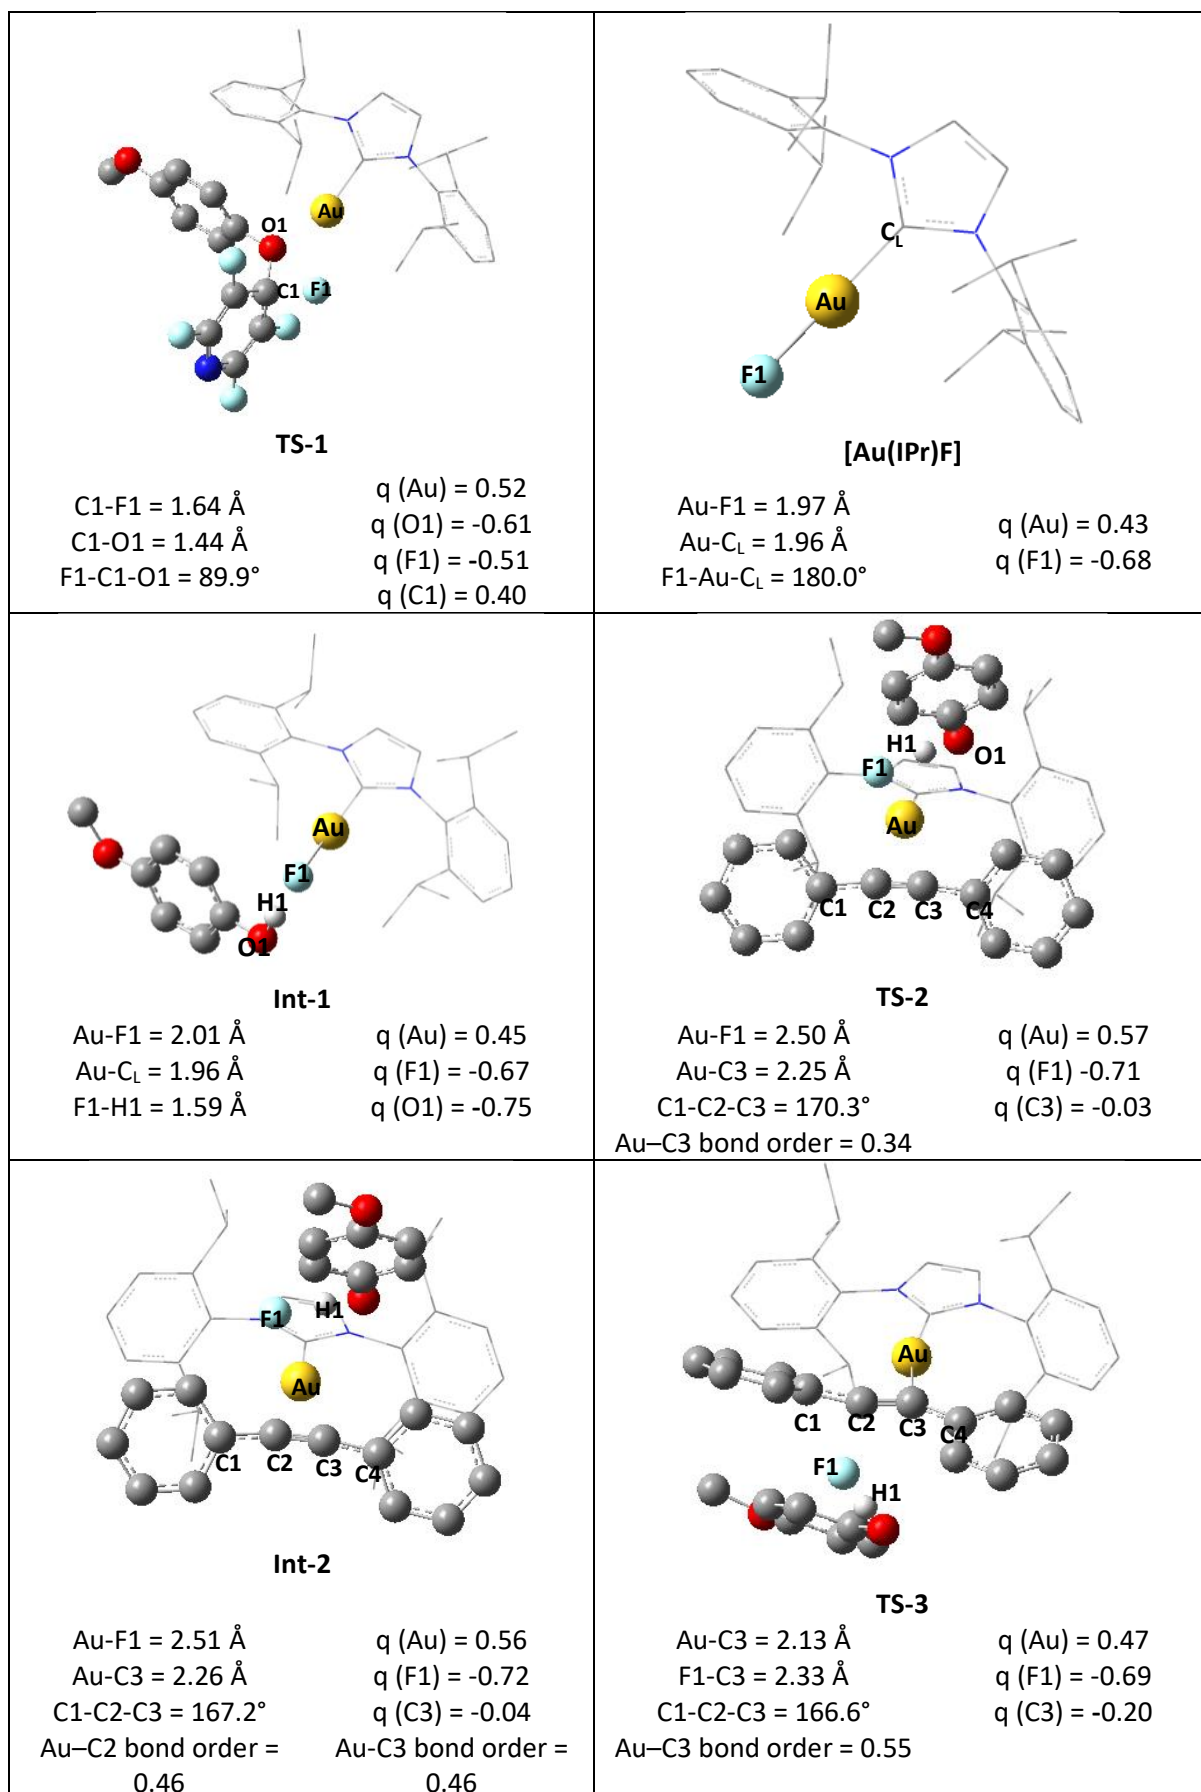 O1
Au
C1
F1
TS-1
C1-F1 = 1.64 Å
C1-O1 = 1.44 Å
F1-C1-O1 = 89.9°
q (Au) = 0.52
q (O1) = -0.61
q (F1) = -0.51
q (C1) = 0.40
CL
Au
F1
[Au(IPr)F]
Au-F1 = 1.97 Å
Au-CL = 1.96 Å
F1-Au-CL = 180.0°
q (Au) = 0.43
q (F1) = -0.68
Au
F1
H1
O1
Int-1
Au-F1 = 2.01 Å
Au-CL = 1.96 Å
F1-H1 = 1.59 Å
q (Au) = 0.45
q (F1) = -0.67
q (O1) = -0.75
H1
O1
F1
Au
C1
C2
C3
C4
TS-2
Au-F1 = 2.50 Å
Au-C3 = 2.25 Å
C1-C2-C3 = 170.3°
Au–C3 bond order = 0.34
q (Au) = 0.57
q (F1) -0.71
q (C3) = -0.03
F1
H1
Au
C1
C2
C3
C4
Int-2
Au-F1 = 2.51 Å
Au-C3 = 2.26 Å
C1-C2-C3 = 167.2°
Au–C2 bond order =
0.46
q (Au) = 0.56
q (F1) = -0.72
q (C3) = -0.04
Au-C3 bond order =
0.46
Au
C1
C2
C3
C4
F1
H1
TS-3
Au-C3 = 2.13 Å
F1-C3 = 2.33 Å
C1-C2-C3 = 166.6°
Au–C3 bond order = 0.55
q (Au) = 0.47
q (F1) = -0.69
q (C3) = -0.20